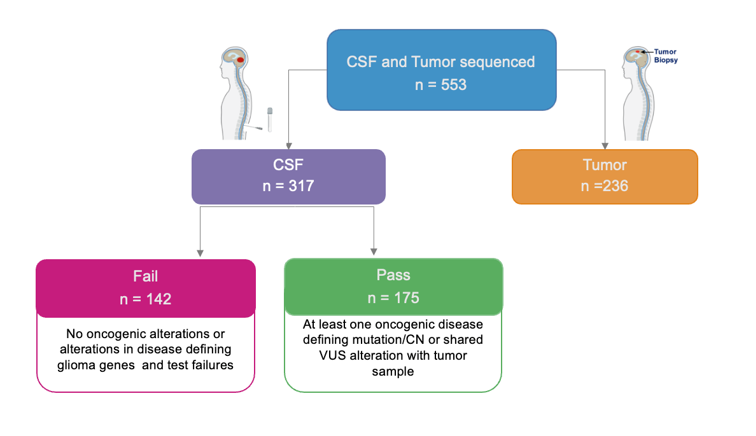 CSF and Tumor sequenced
n = 553
Tumor
Biopsy
CSF
n = 317
Tumor
n =236
Fail
n = 142
No oncogenic alterations or
alterations in disease defining
glioma genes and test failures
Pass
n = 175
At least one oncogenic disease
defining mutation/CN or shared
VUS alteration with tumor
sample